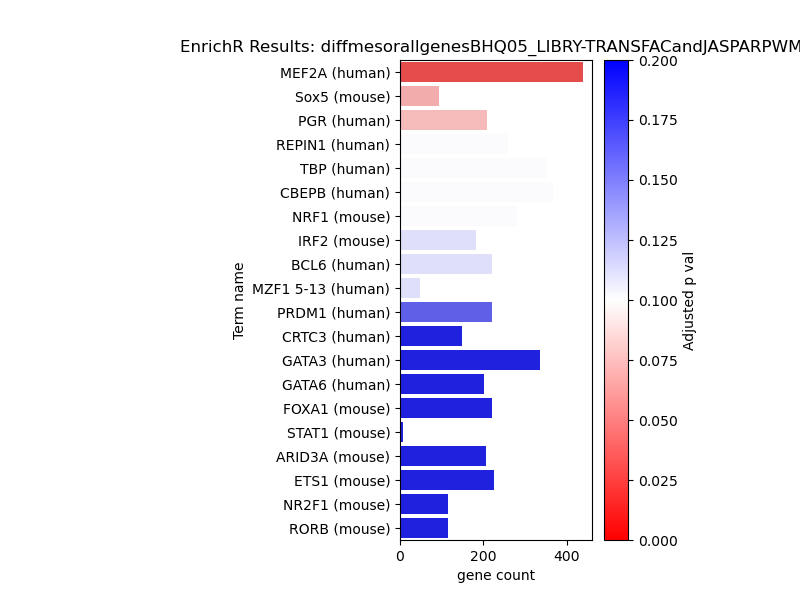 EnrichR Results: diffmesorallgenesBHQ05_LIBRY-TRANSFACandJASPARPWM
MEF2A (human)
Sox5 (mouse)
PGR (human)
REPIN1 (human)
TBP (human)
CBEPB (human)
NRF1 (mouse)
IRF2 (mouse)
BCL6 (human)
MZF1 5-13 (human)
PRDM1 (human)
CRTC3 (human)
GATA3 (human)
GATA6 (human)
FOXA1 (mouse)
STAT1 (mouse)
ARID3A (mouse)
ETS1 (mouse)
NR2F1 (mouse)
RORB (mouse)
Term name
0 200 400
gene count
0.200
0.175
0.150
0.125
0.100
0.075
0.050
0.025
0.000
Adjusted p val